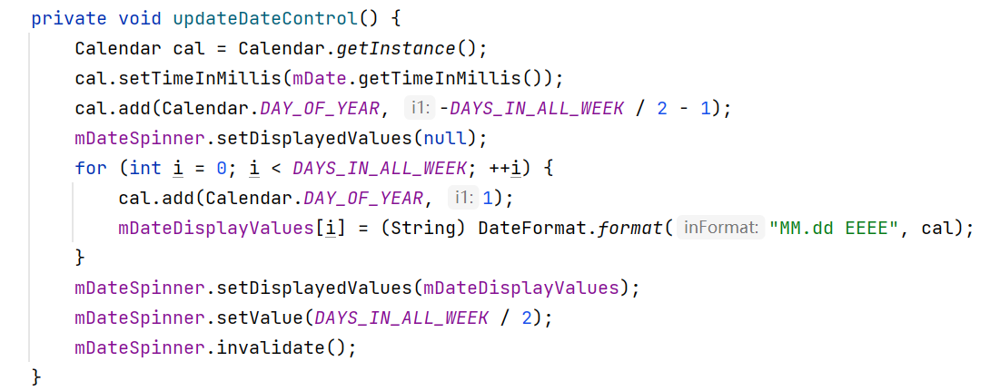 private void updateDateControl() {
    Calendar cal = Calendar.getInstance();
    cal.setTimeInMillis(mDate.getTimeInMillis());
    cal.add(Calendar.DAY_OF_YEAR, i1: -DAYS_IN_ALL_WEEK / 2 - 1);
    mDateSpinner.setDisplayedValues(null);
    for (int i = 0; i < DAYS_IN_ALL_WEEK; ++i) {
        cal.add(Calendar.DAY_OF_YEAR, i1: 1);
        mDateDisplayValues[i] = (String) DateFormat.format( inFormat: "MM.dd EEEE", cal);
    }
    mDateSpinner.setDisplayedValues(mDateDisplayValues);
    mDateSpinner.setValue(DAYS_IN_ALL_WEEK / 2);
    mDateSpinner.invalidate();
}